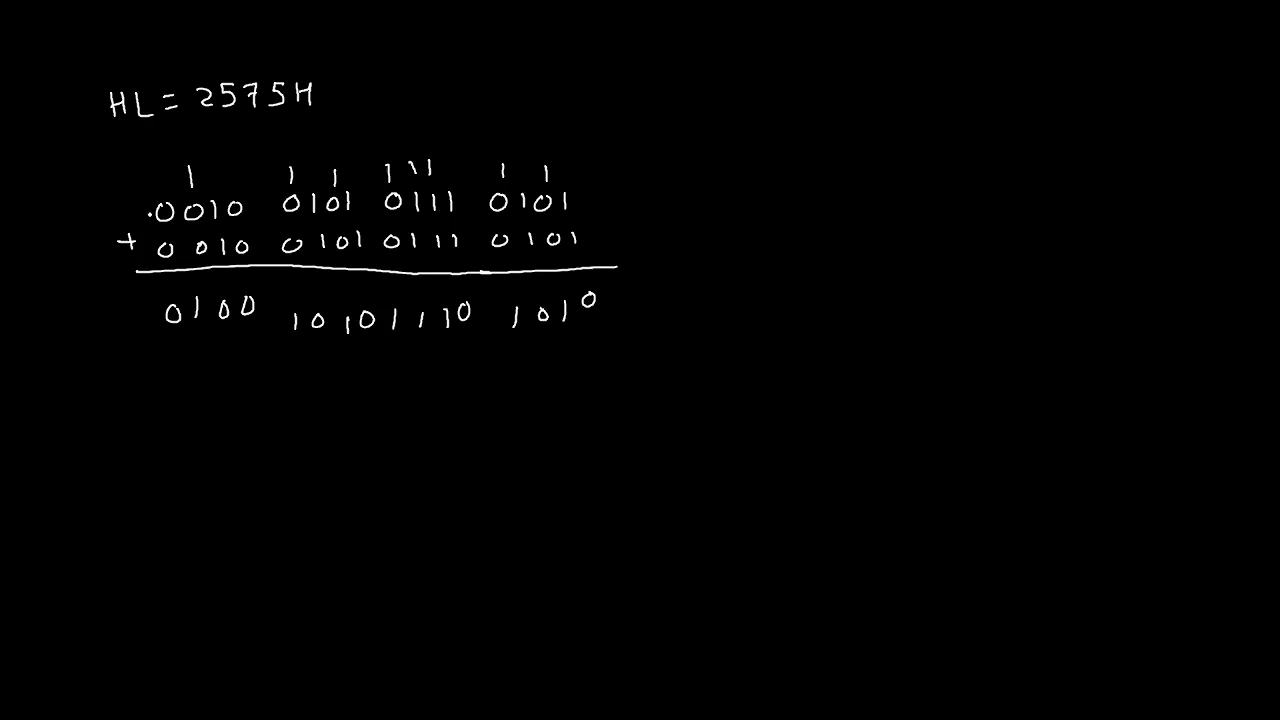 HL = 2575H
1 1 1 1 1 1 1 1
.0010 0101 0111 0101
+ 0010 0101 0111 0101
0100 1010 1110 1010